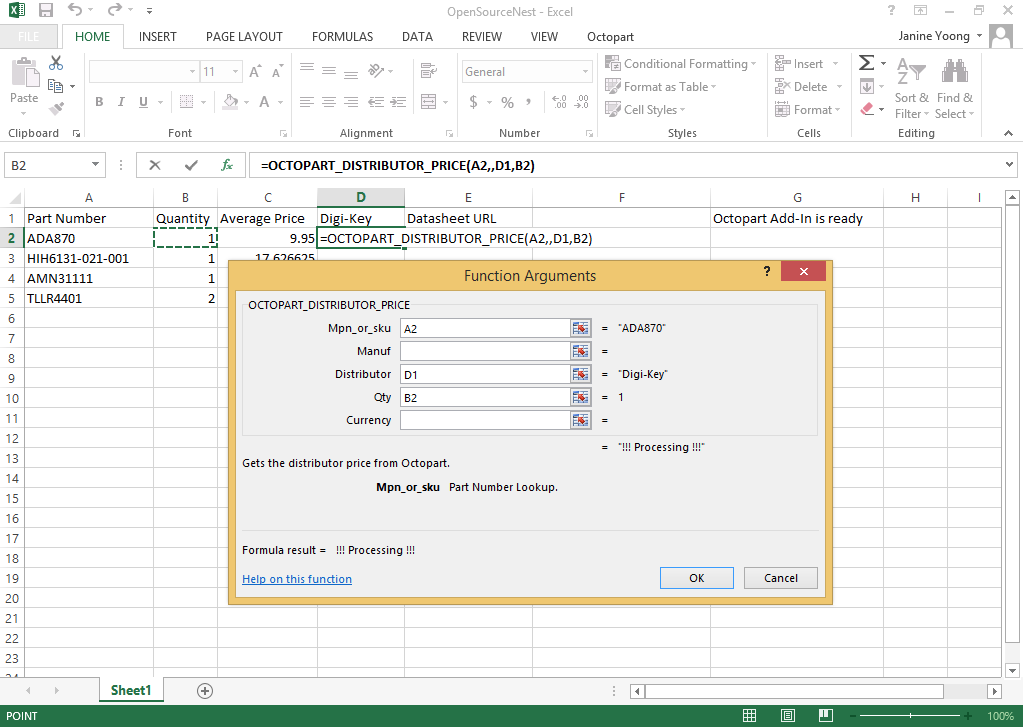 OpenSourceNest - Excel
FILE HOME INSERT PAGE LAYOUT FORMULAS DATA REVIEW VIEW Octopart Janine Yoong
Paste
11
B I U A
General
$ % ,
Conditional Formatting
Format as Table
Cell Styles
Insert
Delete
Format
Sort & Filter
Find & Select
Clipboard Font Alignment Number Styles Cells Editing
B2 =OCTOPART_DISTRIBUTOR_PRICE(A2,,D1,B2)
A B C D E F G H I
1 Part Number Quantity Average Price Digi-Key Datasheet URL Octopart Add-In is ready
2 ADA870 1 9.95 =OCTOPART_DISTRIBUTOR_PRICE(A2,,D1,B2)
3 HIH6131-021-001 1 17.626625
4 AMN31111 1
5 TLLR4401 2
6
7
8
9
10
11
12
13
14
15
16
17
18
19
20
21
22
23
24
Function Arguments ?
OCTOPART_DISTRIBUTOR_PRICE
Mpn_or_sku A2 = "ADA870"
Manuf =
Distributor D1 = "Digi-Key"
Qty B2 = 1
Currency =
= "!!! Processing !!!"
Gets the distributor price from Octopart.
Mpn_or_sku Part Number Lookup.
Formula result = !!! Processing !!!
Help on this function OK Cancel
Sheet1
POINT 100%